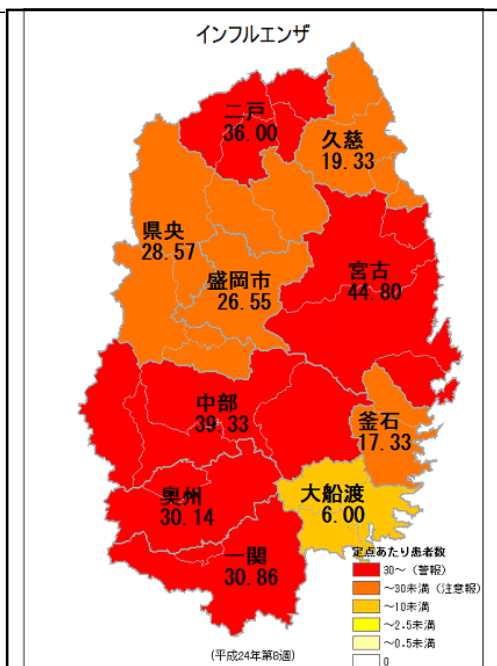 インフルエンザ
二戸
36.00
久慈
19.33
県央
28.57
盛岡市
26.55
宮古
44.80
中部
39.33
釜石
17.33
奥州
30.14
大船渡
6.00
一関
30.86
定点あたり患者数
30～（警報）
～30未満（注意報）
～10未満
～2.5未満
～0.5未満
0
(平成24年第8週)